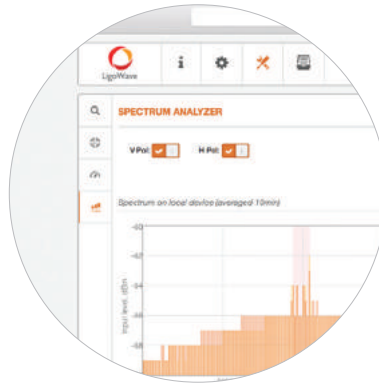 LigoWave
SPECTRUM ANALYZER
V Pol:
H Pol:
Spectrum on local device (averaged 10min)
Input level, dBm